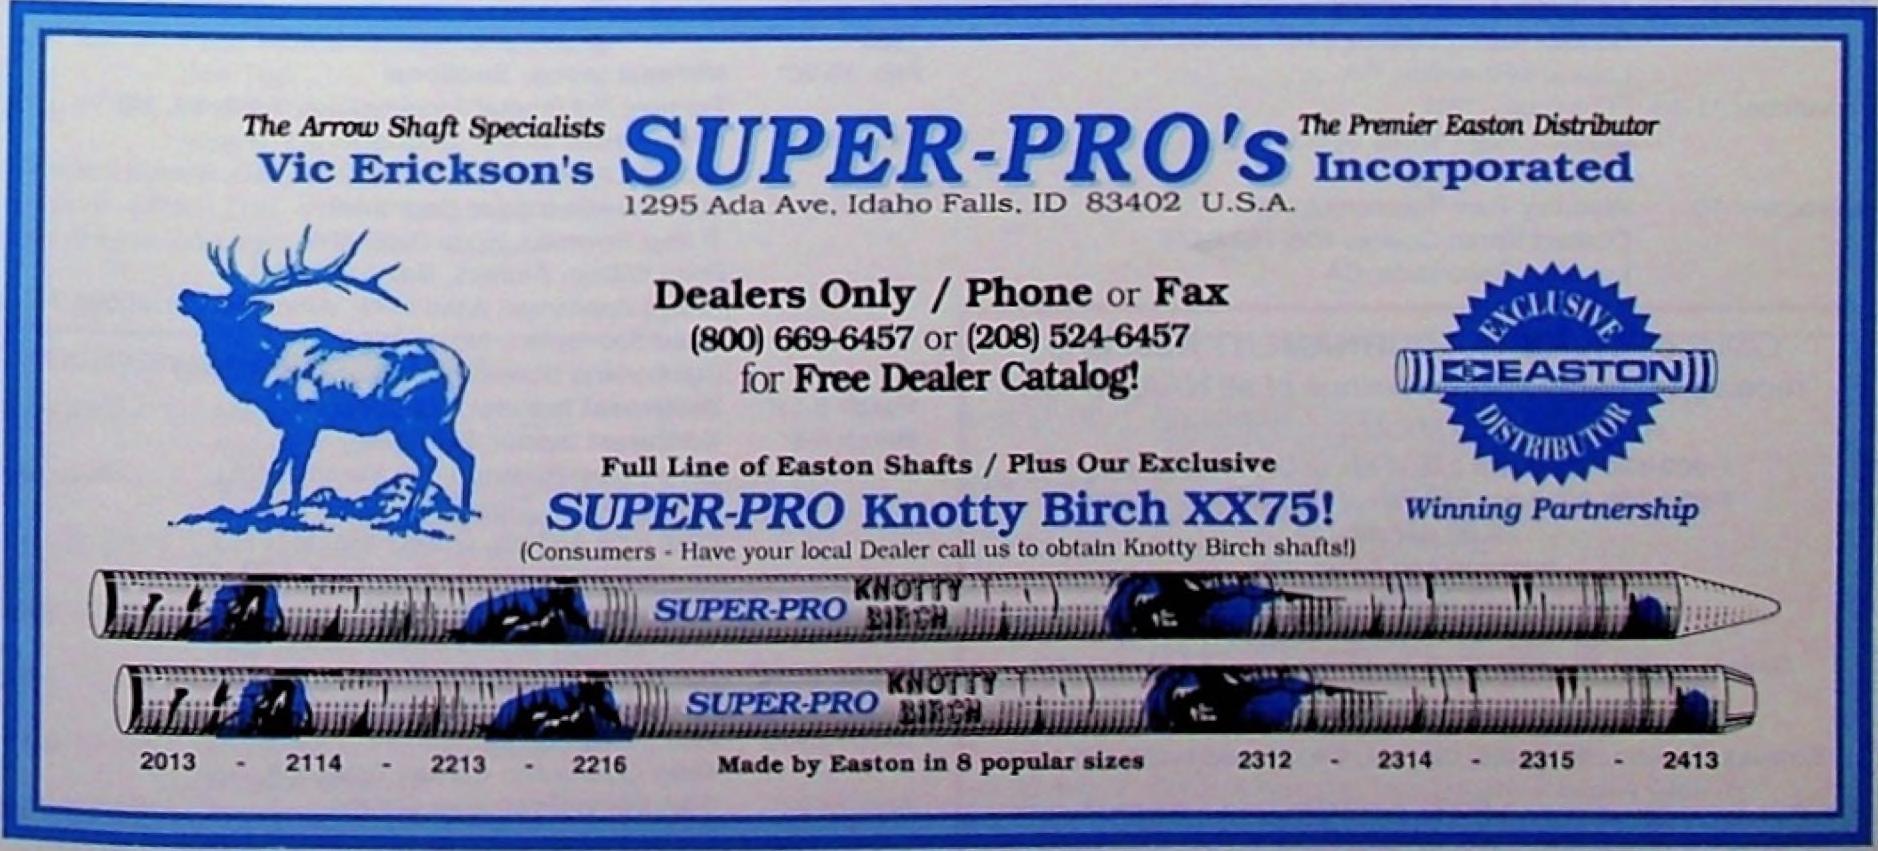 The Arrow Shaft Specialists
Vic Erickson's
SUPER-PRO's
The Premier Easton Distributor
Incorporated
1295 Ada Ave. Idaho Falls, ID 83402 U.S.A.
Dealers Only / Phone or Fax
(800) 669-6457 or (208) 524-6457
for Free Dealer Catalog!
EXCLUSIVE
EASTON
DISTRIBUTOR
Winning Partnership
Full Line of Easton Shafts / Plus Our Exclusive
SUPER-PRO Knotty Birch XX75!
(Consumers - Have your local Dealer call us to obtain Knotty Birch shafts!)
SUPER-PRO KNOTTY BIRCH
SUPER-PRO KNOTTY BIRCH
2013 - 2114 - 2213 - 2216 Made by Easton in 8 popular sizes 2312 - 2314 - 2315 - 2413